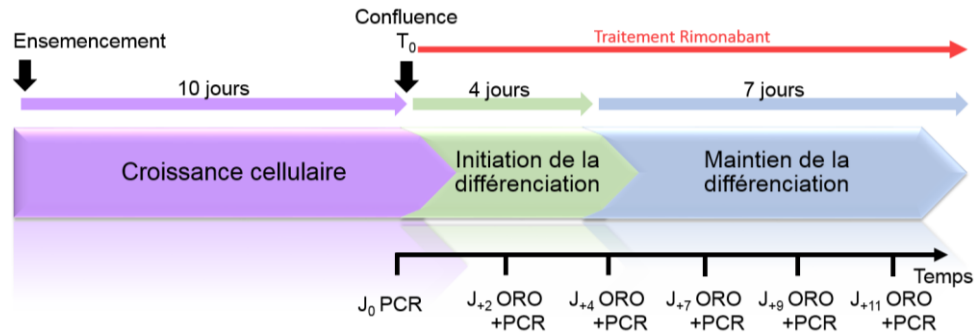 Ensemencement
Confluence
T₀
Traitement Rimonabant
10 jours
4 jours
7 jours
Croissance cellulaire
Initiation de la
différenciation
Maintien de la
différenciation
Temps
J₀ PCR
J₊₂ ORO
+PCR
J₊₄ ORO
+PCR
J₊₇ ORO
+PCR
J₊₉ ORO
+PCR
J₊₁₁ ORO
+PCR